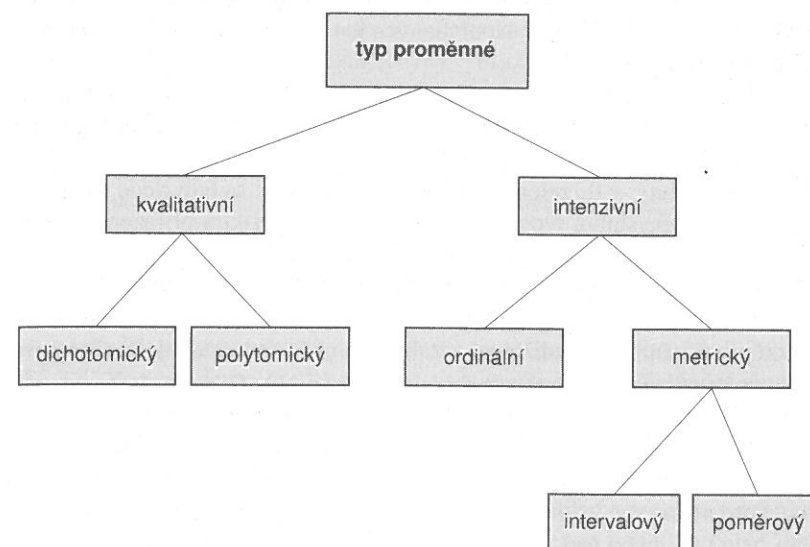 typ proměnné
kvalitativní
intenzivní
dichotomický
polytomický
ordinální
metrický
intervalový
poměrový